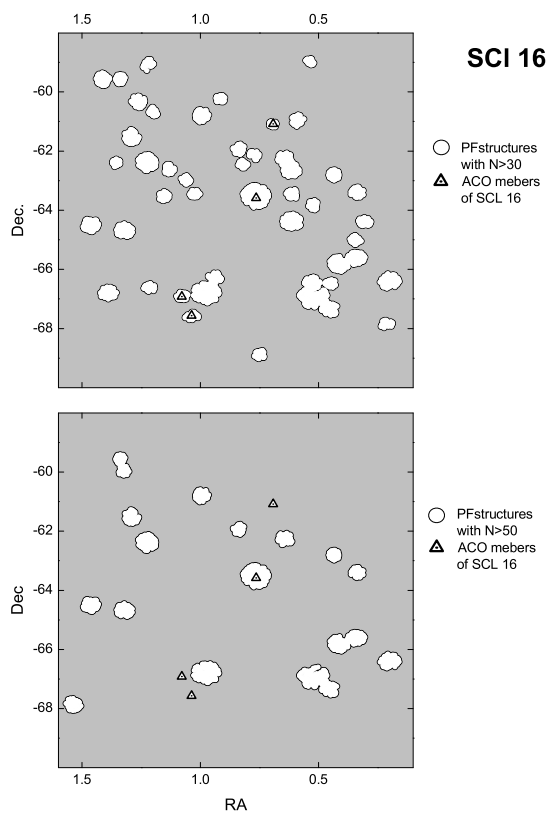 1.5 1.0 0.5
SCl 16
-60
-62
-64
-66
-68
Dec.
PFstructures
with N>30
ACO mebers
of SCL 16
-60
-62
-64
-66
-68
Dec
PFstructures
with N>50
ACO mebers
of SCL 16
1.5 1.0 0.5
RA